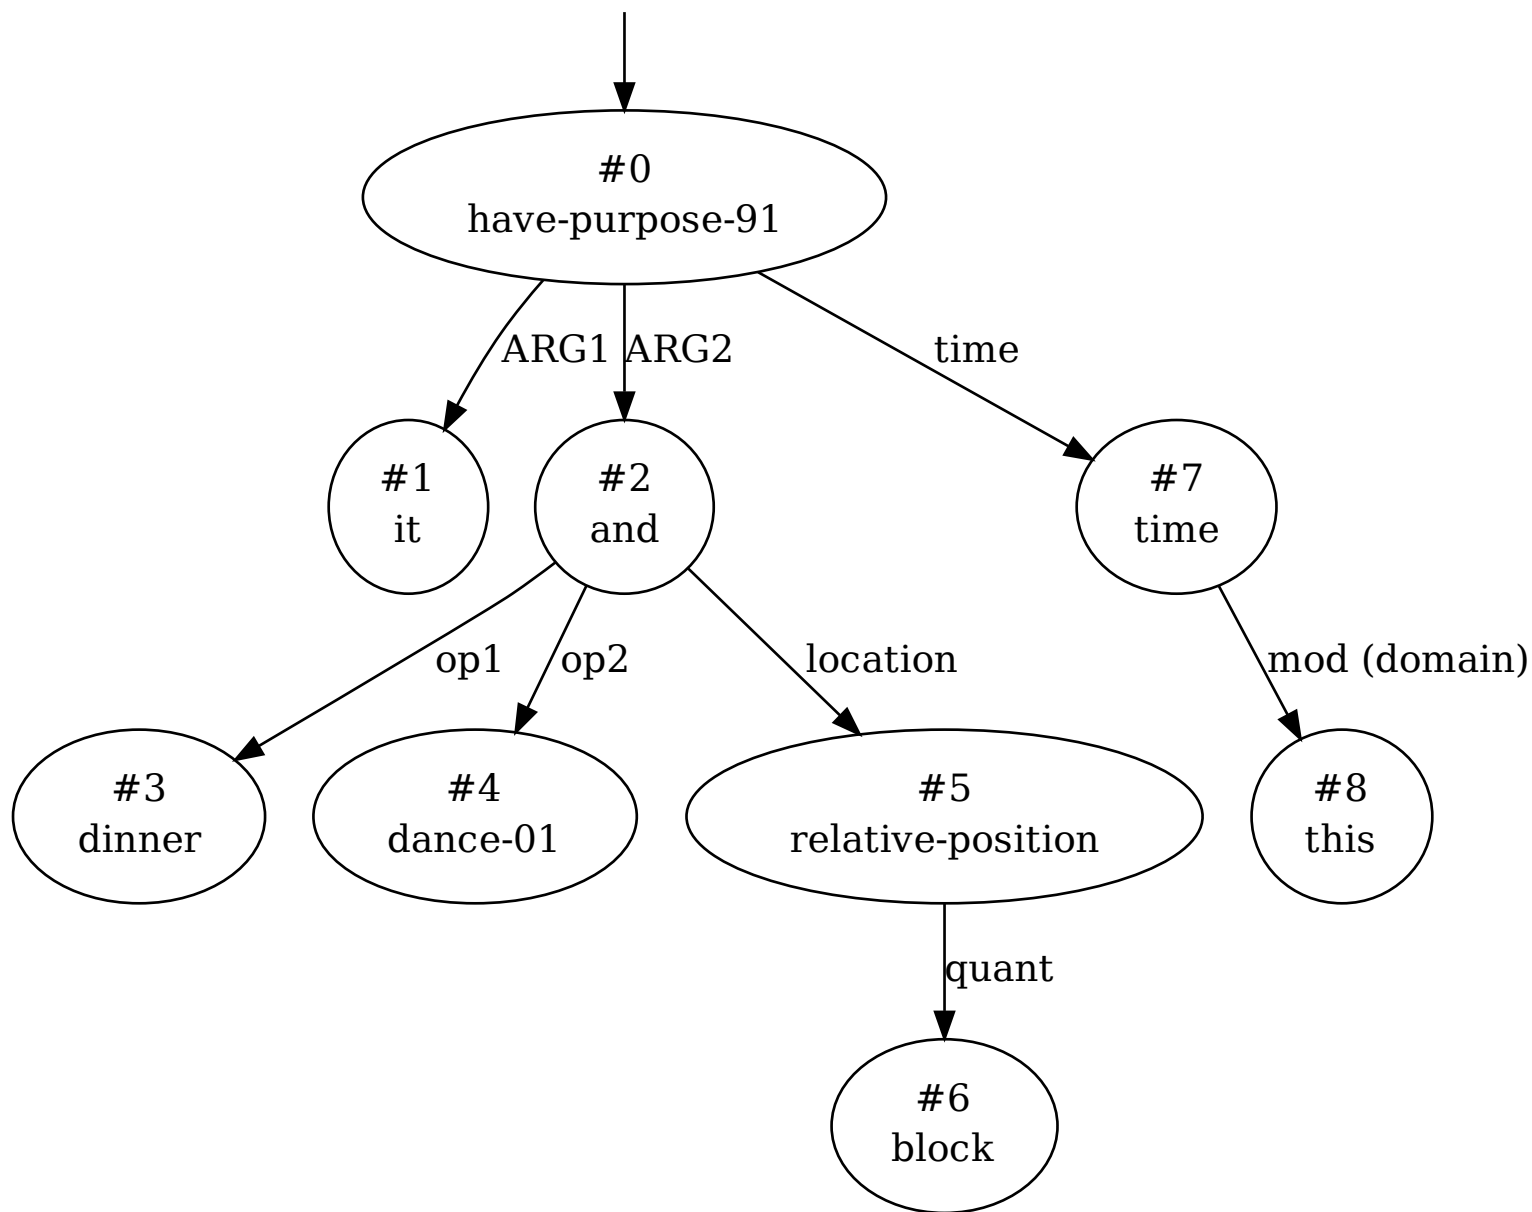 #0
have-purpose-91
ARG1
ARG2
time
#1
it
#2
and
#7
time
op1
op2
location
mod (domain)
#3
dinner
#4
dance-01
#5
relative-position
#8
this
quant
#6
block